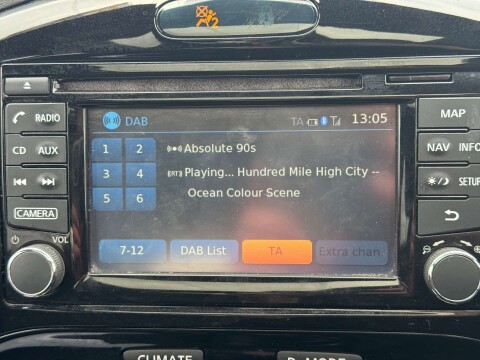 2
DAB TA 13:05
1 2 Absolute 90s
3 4 Playing... Hundred Mile High City --
5 6 Ocean Colour Scene
7-12 DAB List TA Extra chan
RADIO
CD AUX
CAMERA
VOL
MAP
NAV INFO
SETUP
CLIMATE
MODE